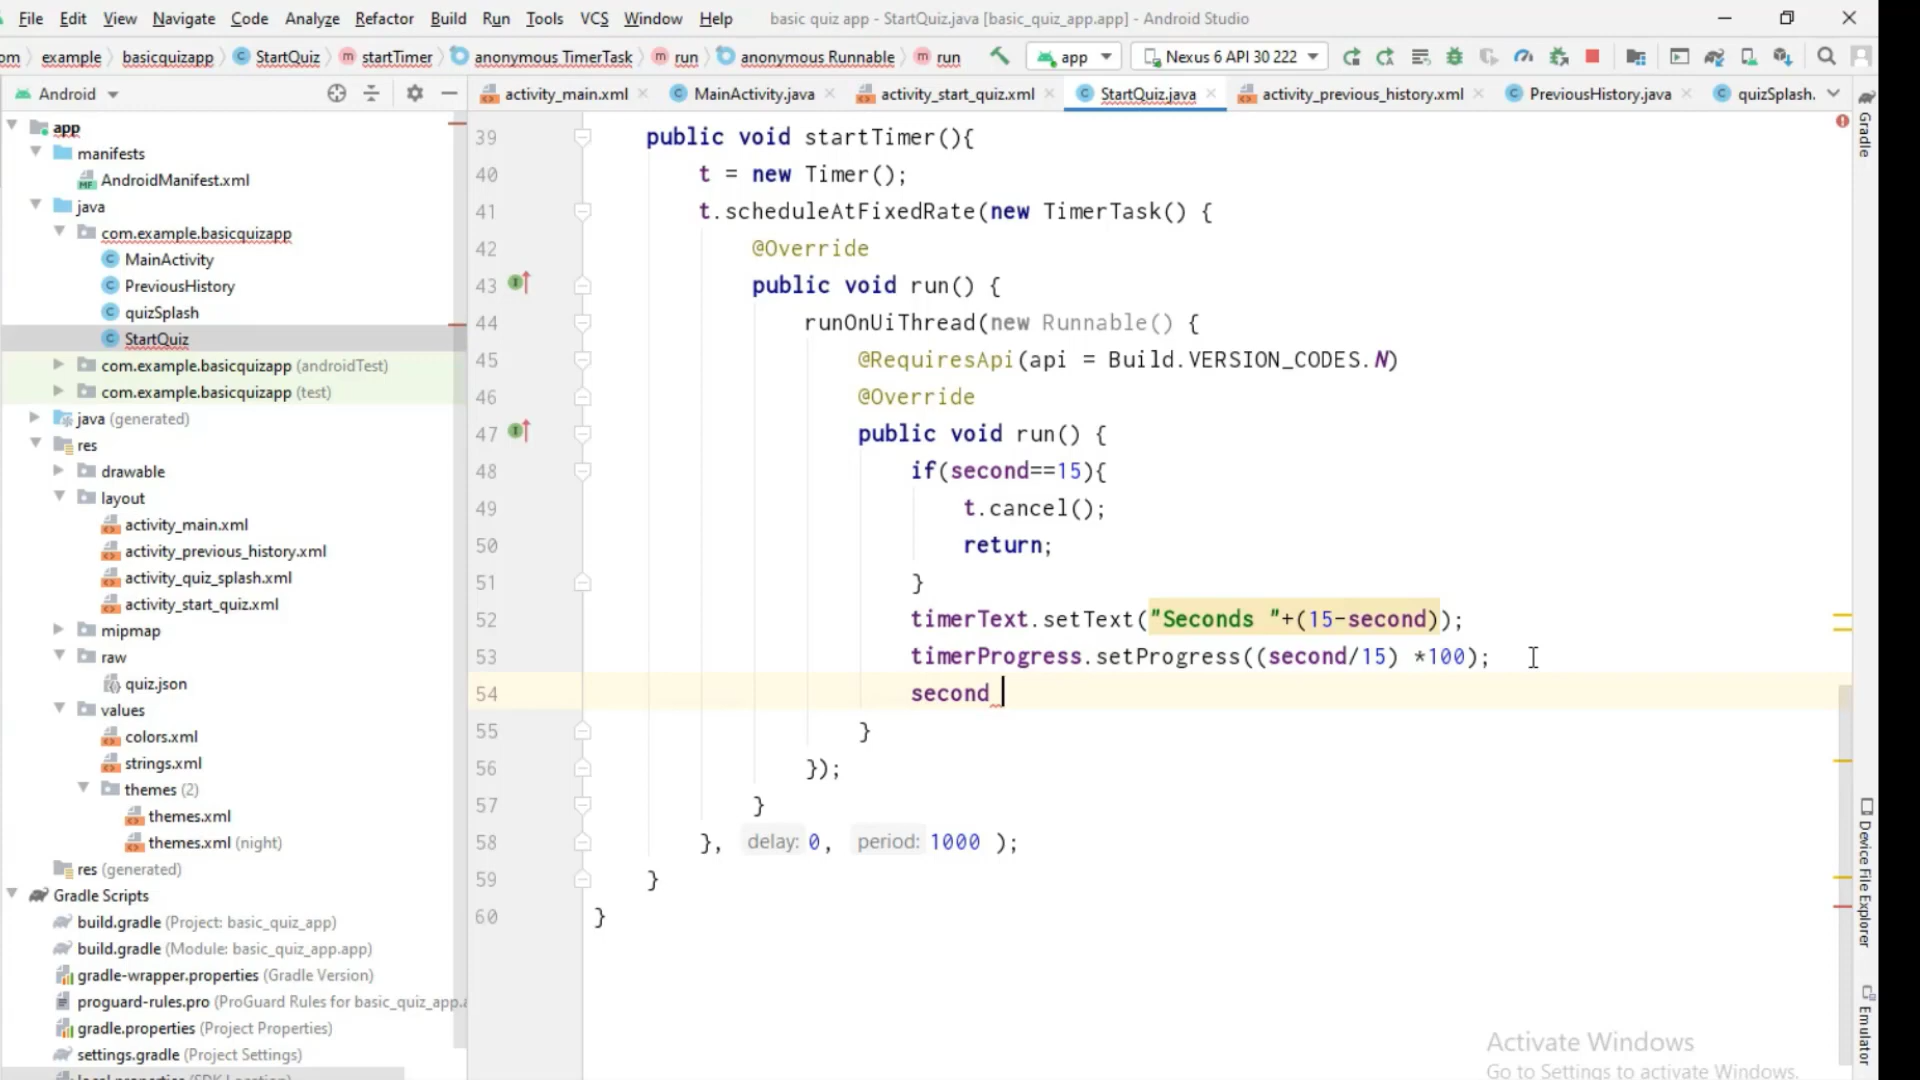 File Edit View Navigate Code Analyze Refactor Build Run Tools VCS Window Help basic quiz app - StartQuiz.java [basic_quiz_app.app] - Android Studio
om example basicquizapp StartQuiz startTimer anonymous TimerTask run anonymous Runnable run app Nexus 6 API 30 222
Android activity_main.xml MainActivity.java activity_start_quiz.xml StartQuiz.java activity_previous_history.xml PreviousHistory.java quizSplash.
app
manifests
AndroidManifest.xml
java
com.example.basicquizapp
MainActivity
PreviousHistory
quizSplash
StartQuiz
com.example.basicquizapp (androidTest)
com.example.basicquizapp (test)
java (generated)
res
drawable
layout
activity_main.xml
activity_previous_history.xml
activity_quiz_splash.xml
activity_start_quiz.xml
mipmap
raw
quiz.json
values
colors.xml
strings.xml
themes (2)
themes.xml
themes.xml (night)
res (generated)
Gradle Scripts
build.gradle (Project: basic_quiz_app)
build.gradle (Module: basic_quiz_app.app)
gradle-wrapper.properties (Gradle Version)
proguard-rules.pro (ProGuard Rules for basic_quiz_app.a
gradle.properties (Project Properties)
settings.gradle (Project Settings)
local.properties (SDK Location)
39 public void startTimer(){
40 t = new Timer();
41 t.scheduleAtFixedRate(new TimerTask() {
42 @Override
43 public void run() {
44 runOnUiThread(new Runnable() {
45 @RequiresApi(api = Build.VERSION_CODES.N)
46 @Override
47 public void run() {
48 if(second==15){
49 t.cancel();
50 return;
51 }
52 timerText.setText("Seconds "+(15-second));
53 timerProgress.setProgress((second/15) *100);
54 second
55 }
56 });
57 }
58 }, delay: 0, period: 1000 );
59 }
60 }
Gradle
Device File Explorer
Emulator
Activate Windows
Go to Settings to activate Windows.